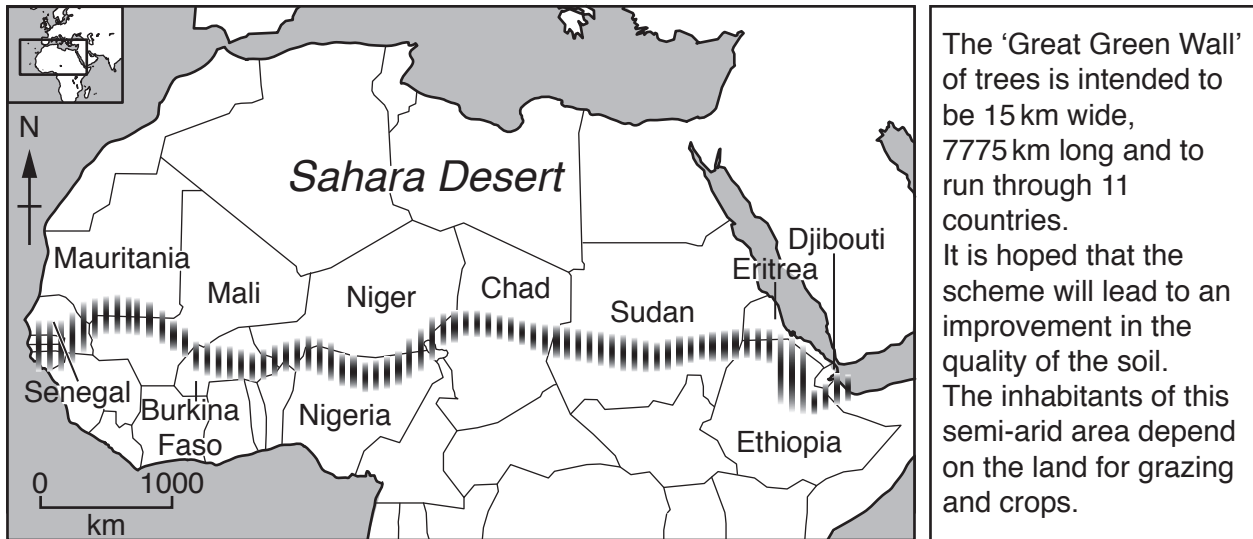 N
Sahara Desert
Mauritania
Mali
Niger
Chad
Sudan
Eritrea
Djibouti
Senegal
Burkina
Faso
Nigeria
Ethiopia
0 1000
km
The ‘Great Green Wall’
of trees is intended to
be 15 km wide,
7775 km long and to
run through 11
countries.
It is hoped that the
scheme will lead to an
improvement in the
quality of the soil.
The inhabitants of this
semi-arid area depend
on the land for grazing
and crops.